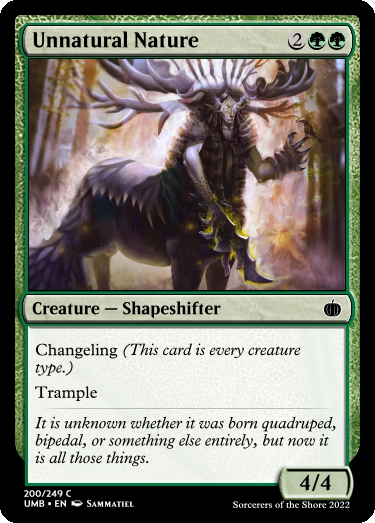 Unnatural Nature 2
Creature — Shapeshifter
Changeling (This card is every creature
type.)
Trample
It is unknown whether it was born quadruped,
bipedal, or something else entirely, but now it
is all those things.
4/4
200/249 C
UMB • EN SAMMATIEL
Sorcerers of the Shore 2022